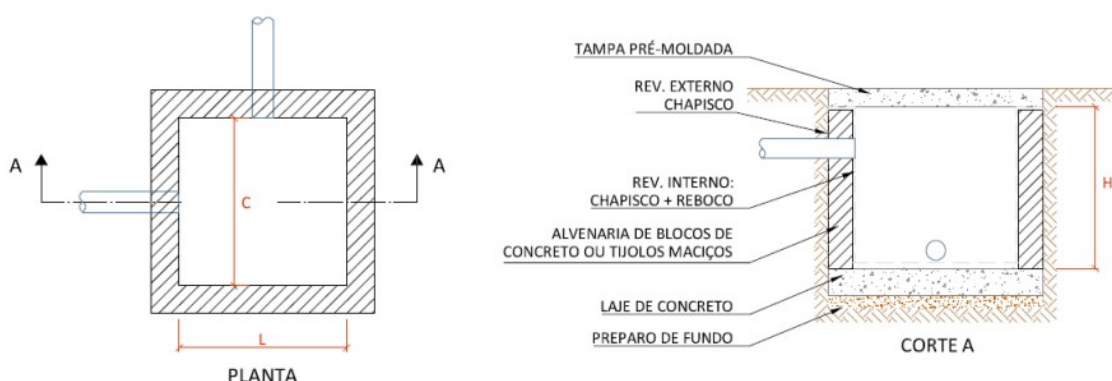 A
A
C
L
PLANTA
TAMPA PRÉ-MOLDADA
REV. EXTERNO
CHAPISCO
REV. INTERNO:
CHAPISCO + REBOCO
ALVENARIA DE BLOCOS DE
CONCRETO OU TIJOLOS MACIÇOS
LAJE DE CONCRETO
PREPARO DE FUNDO
H
CORTE A